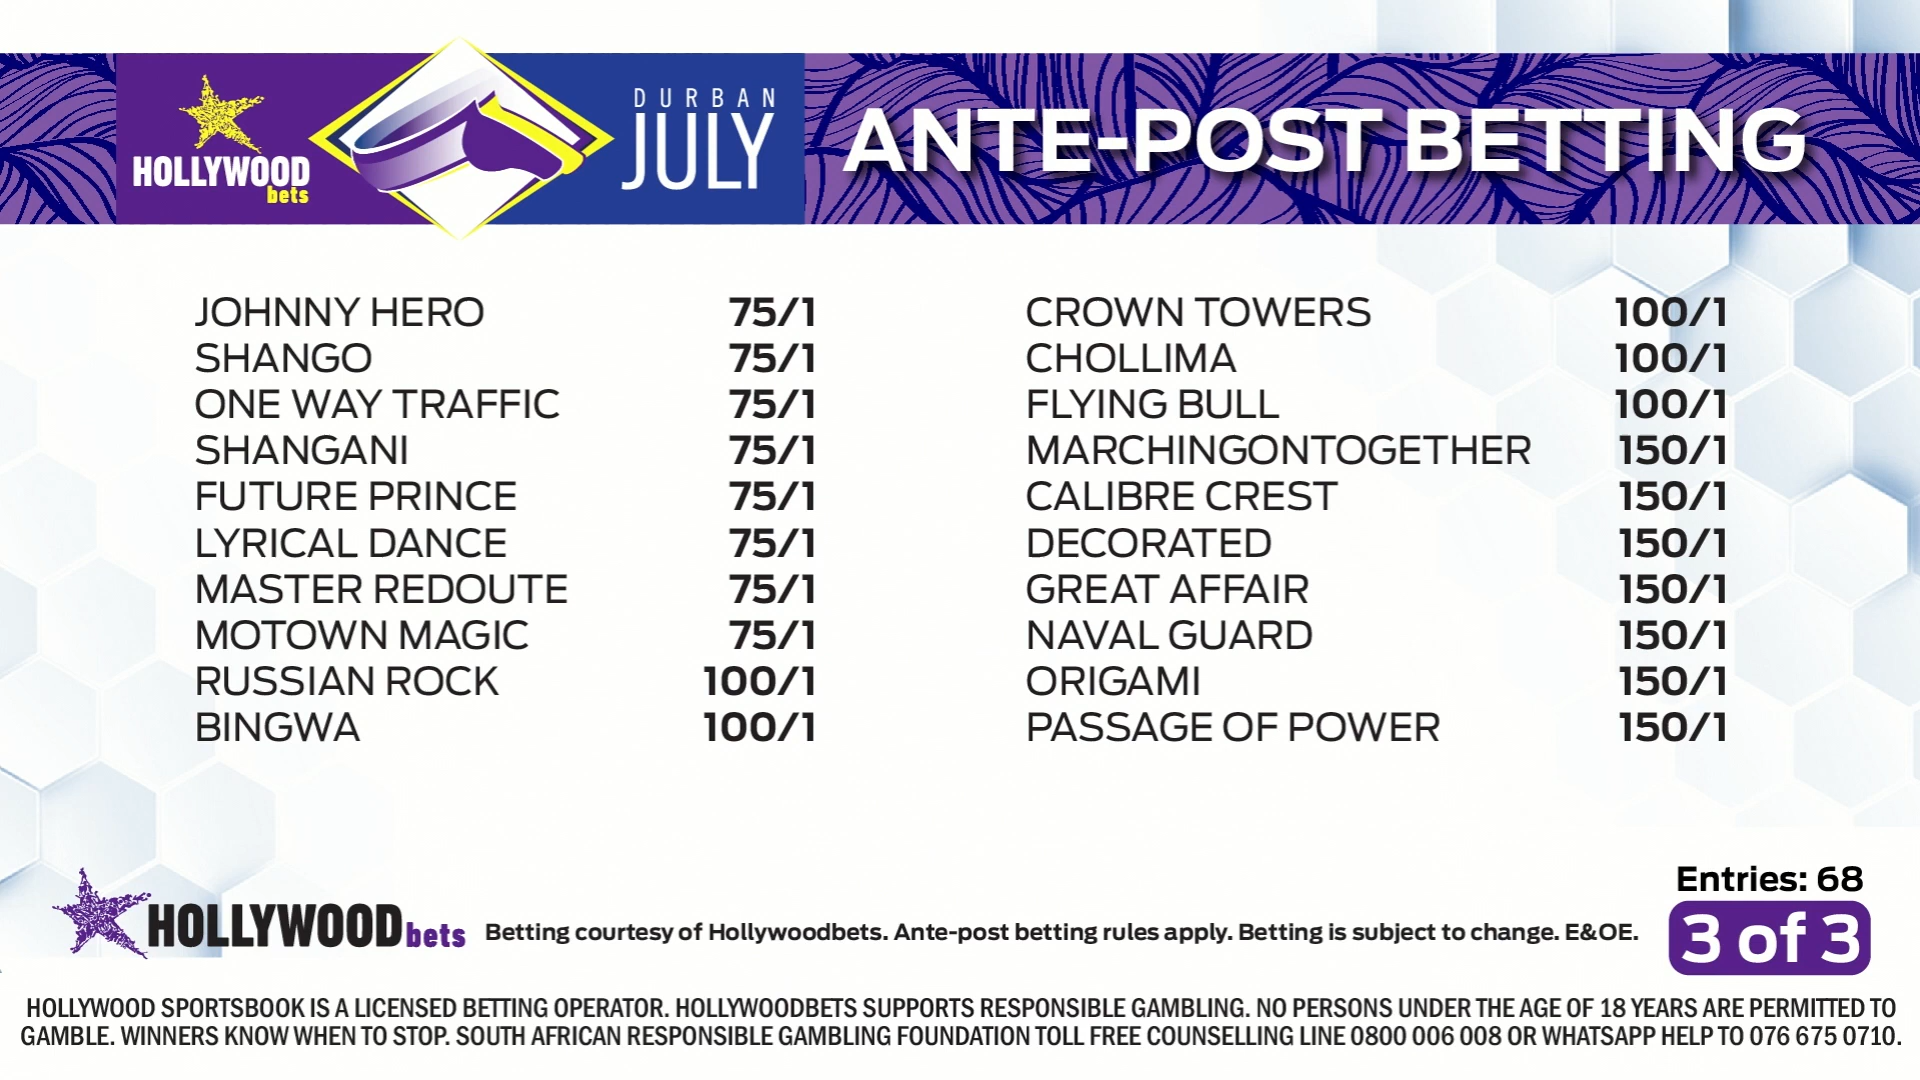 HOLLYWOOD
bets
DURBAN
JULY
ANTE-POST BETTING
JOHNNY HERO 75/1
SHANGO 75/1
ONE WAY TRAFFIC 75/1
SHANGANI 75/1
FUTURE PRINCE 75/1
LYRICAL DANCE 75/1
MASTER REDOUTE 75/1
MOTOWN MAGIC 75/1
RUSSIAN ROCK 100/1
BINGWA 100/1
CROWN TOWERS 100/1
CHOLLIMA 100/1
FLYING BULL 100/1
MARCHINGONTOGETHER 150/1
CALIBRE CREST 150/1
DECORATED 150/1
GREAT AFFAIR 150/1
NAVAL GUARD 150/1
ORIGAMI 150/1
PASSAGE OF POWER 150/1
Entries: 68
3 of 3
HOLLYWOODbets
Betting courtesy of Hollywoodbets. Ante-post betting rules apply. Betting is subject to change. E&OE.
HOLLYWOOD SPORTSBOOK IS A LICENSED BETTING OPERATOR. HOLLYWOODBETS SUPPORTS RESPONSIBLE GAMBLING. NO PERSONS UNDER THE AGE OF 18 YEARS ARE PERMITTED TO
GAMBLE. WINNERS KNOW WHEN TO STOP. SOUTH AFRICAN RESPONSIBLE GAMBLING FOUNDATION TOLL FREE COUNSELLING LINE 0800 006 008 OR WHATSAPP HELP TO 076 675 0710.